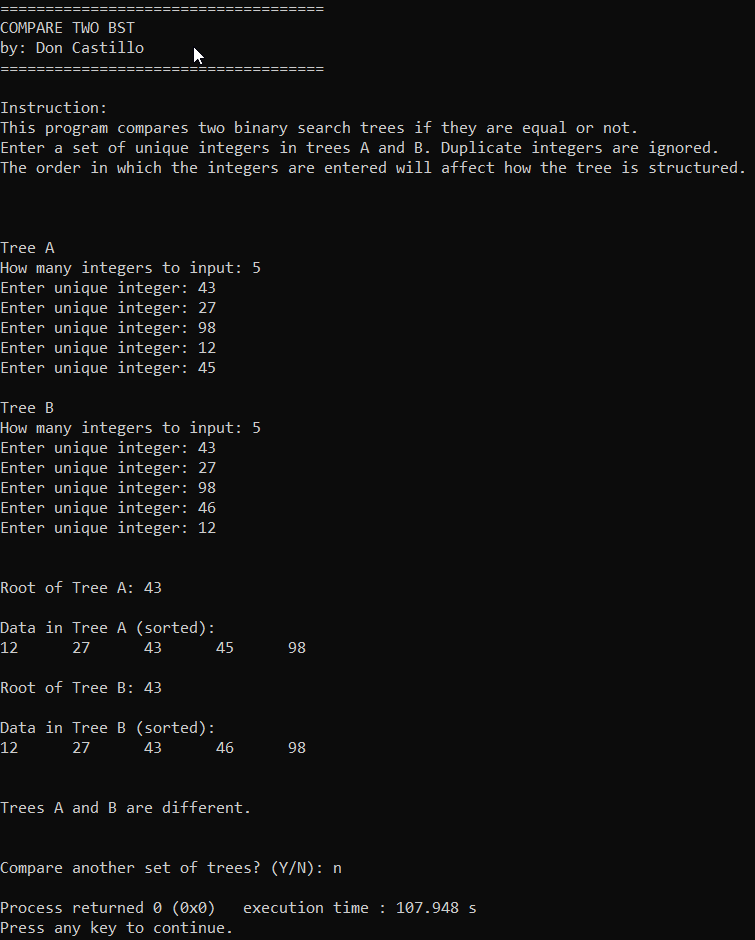 ====================================
COMPARE TWO BST
by: Don Castillo
====================================
Instruction:
This program compares two binary search trees if they are equal or not.
Enter a set of unique integers in trees A and B. Duplicate integers are ignored.
The order in which the integers are entered will affect how the tree is structured.
Tree A
How many integers to input: 5
Enter unique integer: 43
Enter unique integer: 27
Enter unique integer: 98
Enter unique integer: 12
Enter unique integer: 45
Tree B
How many integers to input: 5
Enter unique integer: 43
Enter unique integer: 27
Enter unique integer: 98
Enter unique integer: 46
Enter unique integer: 12
Root of Tree A: 43
Data in Tree A (sorted):
12      27      43      45      98
Root of Tree B: 43
Data in Tree B (sorted):
12      27      43      46      98
Trees A and B are different.
Compare another set of trees? (Y/N): n
Process returned 0 (0x0)   execution time : 107.948 s
Press any key to continue.